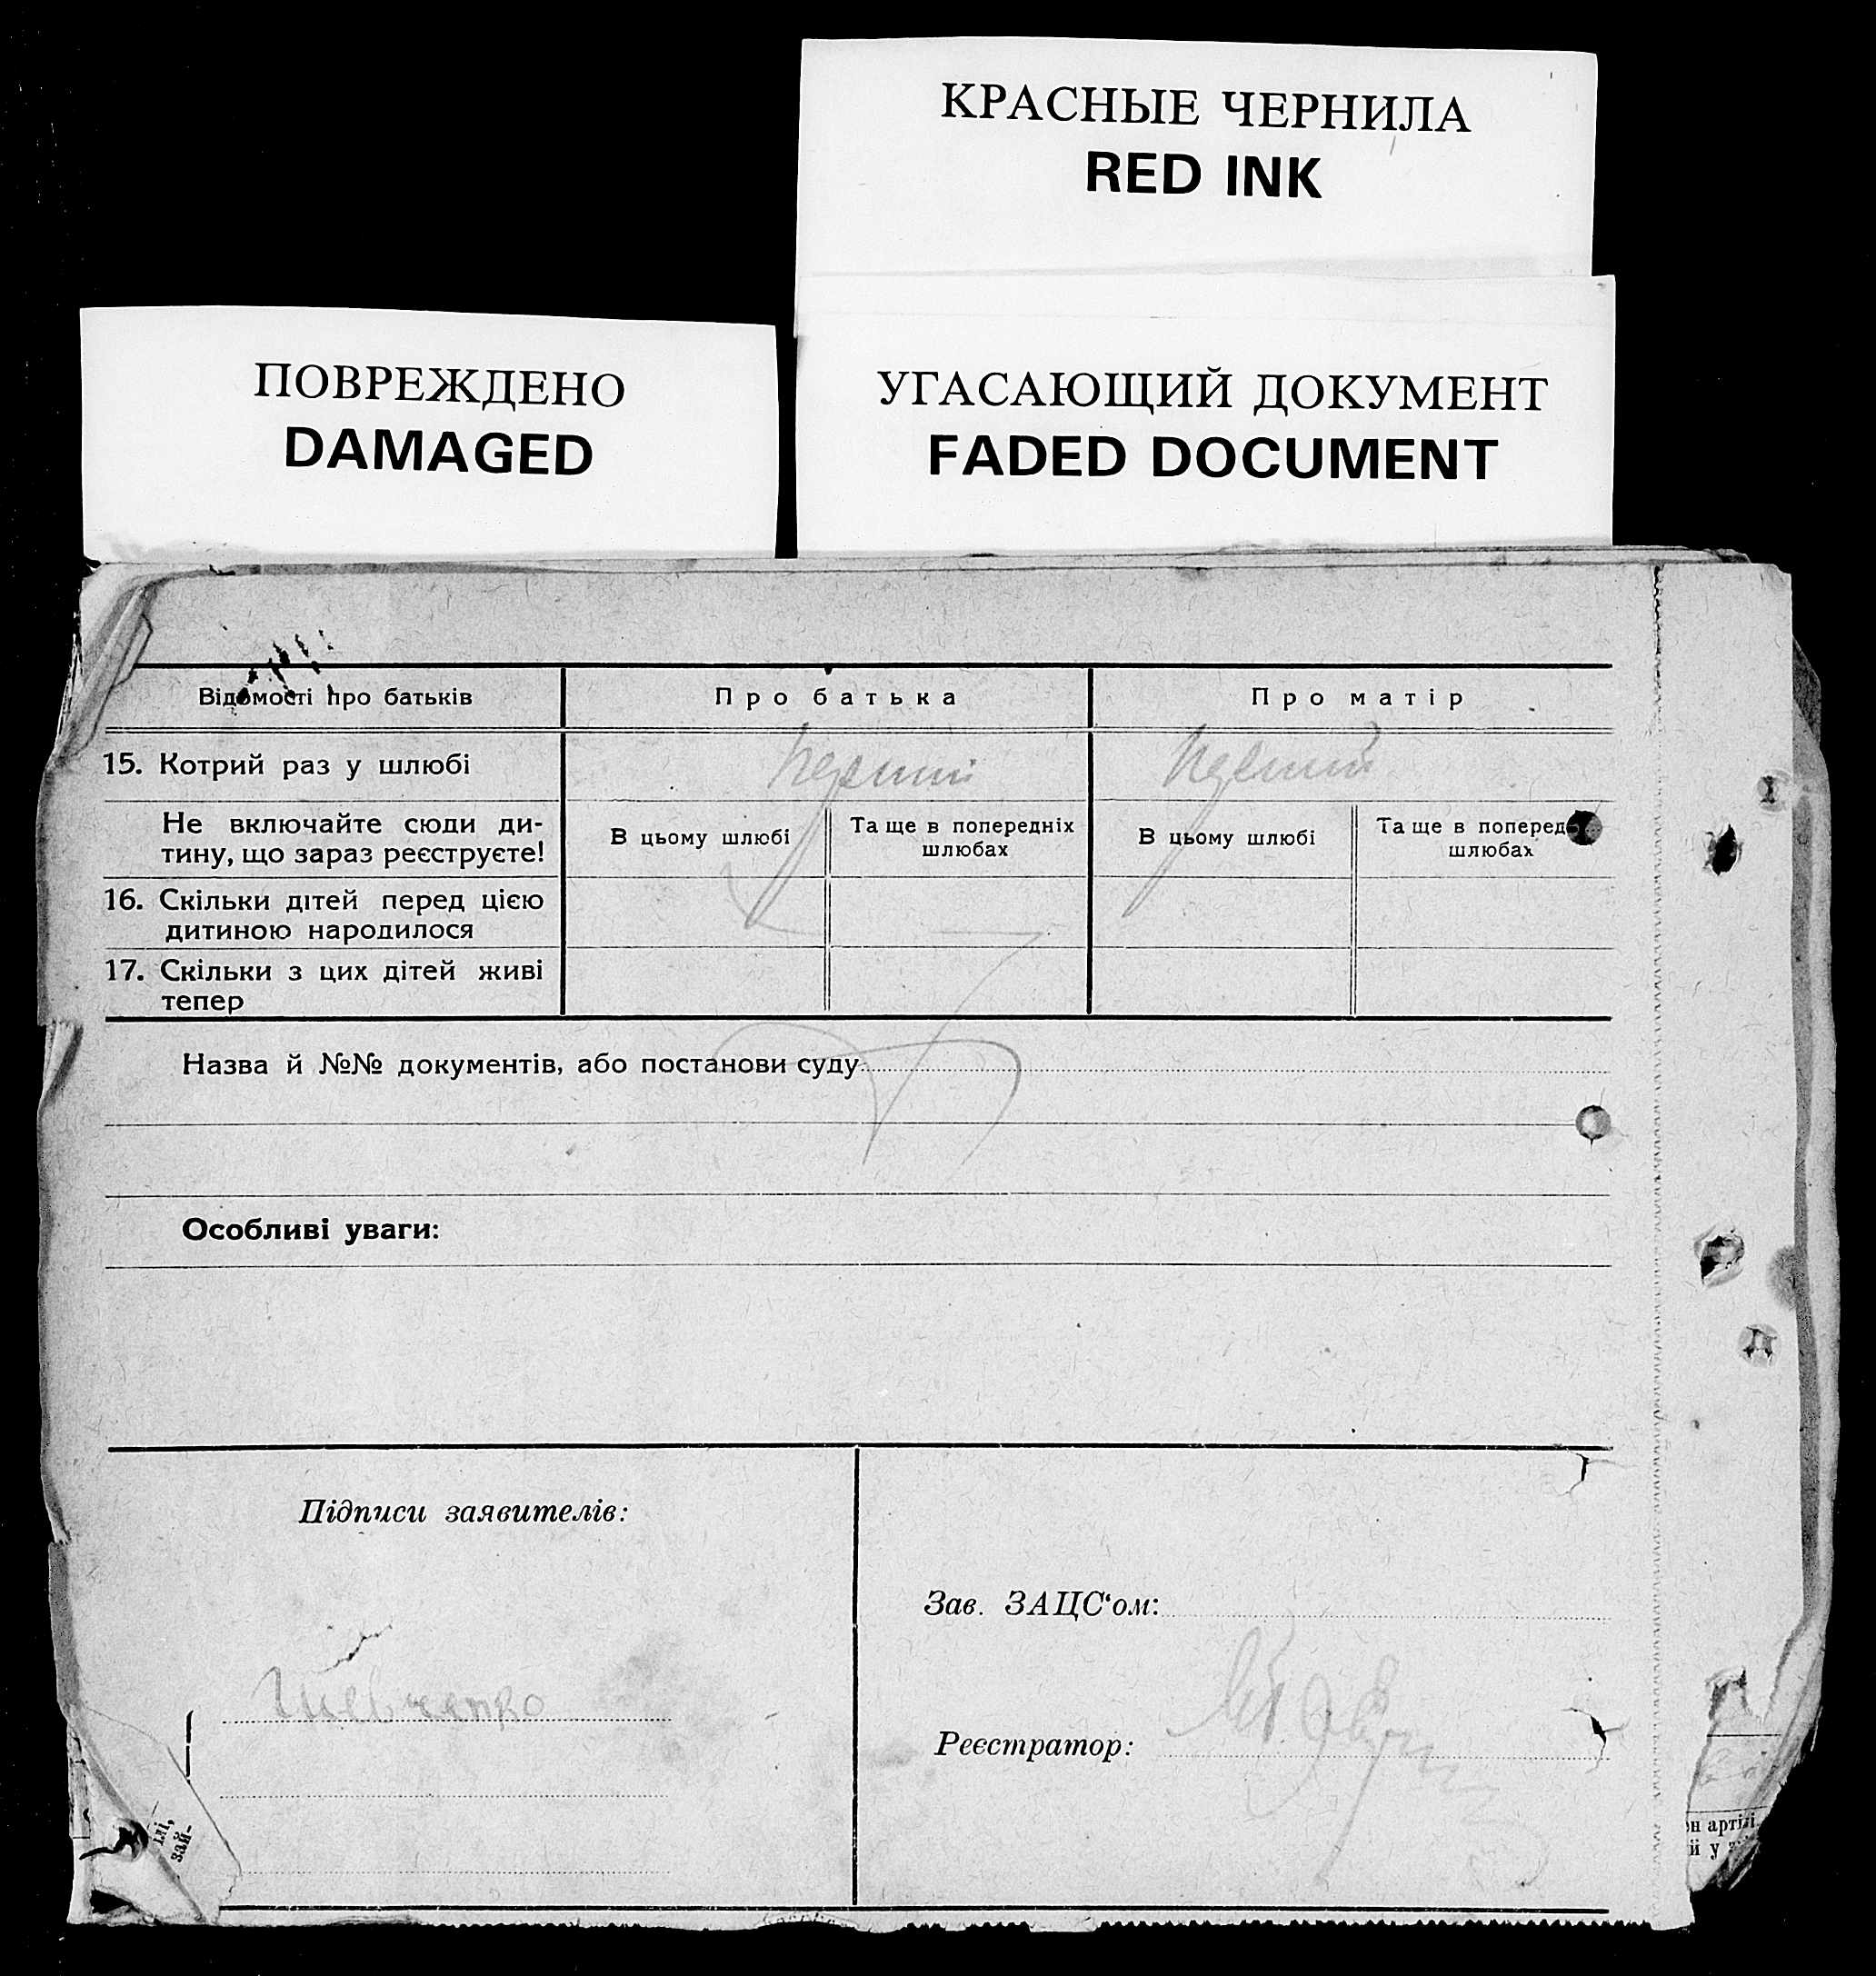 КРАСНЫЕ ЧЕРНИЛА
RED INK
ПОВРЕЖДЕНО
DAMAGED
УГАСАЮЩИЙ ДОКУМЕНТ
FADED DOCUMENT
Відомості про батьків
Про батька
Про матір
15. Котрий раз у шлюбі
Не включайте сюди ди-
тину, що зараз реєструєте!
В цьому шлюбі
Та ще в попередніх
шлюбах
В цьому шлюбі
Та ще в поперед
шлюбах
16. Скільки дітей перед цією
дитиною народилося
17. Скільки з цих дітей живі
тепер
Назва й №№ документів, або постанови суду
Особливі уваги:
Підписи заявителів:
Зав. ЗАЦС‘ом:
Шевченко
Реєстратор:
зай-